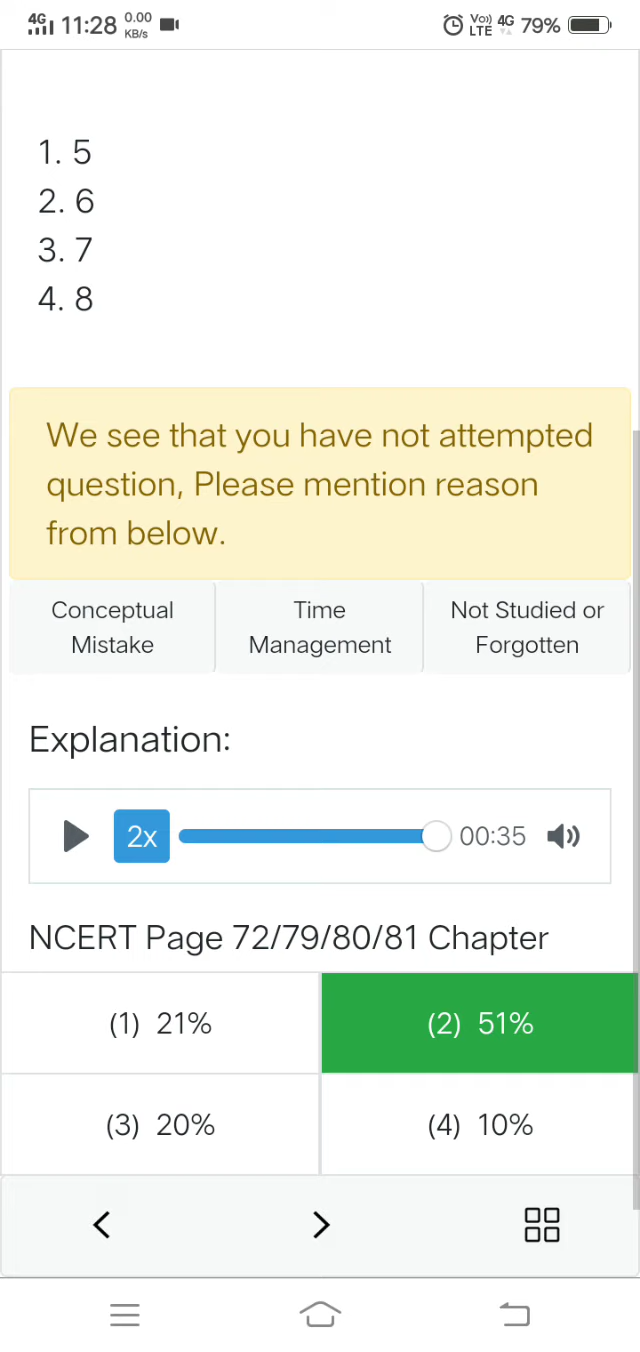 4G 11:28 0.00 KB/s Vo) LTE 4G 79%
1. 5
2. 6
3. 7
4. 8
We see that you have not attempted
question, Please mention reason
from below.
Conceptual
Mistake
Time
Management
Not Studied or
Forgotten
Explanation:
2x 00:35
NCERT Page 72/79/80/81 Chapter
(1) 21%
(2) 51%
(3) 20%
(4) 10%